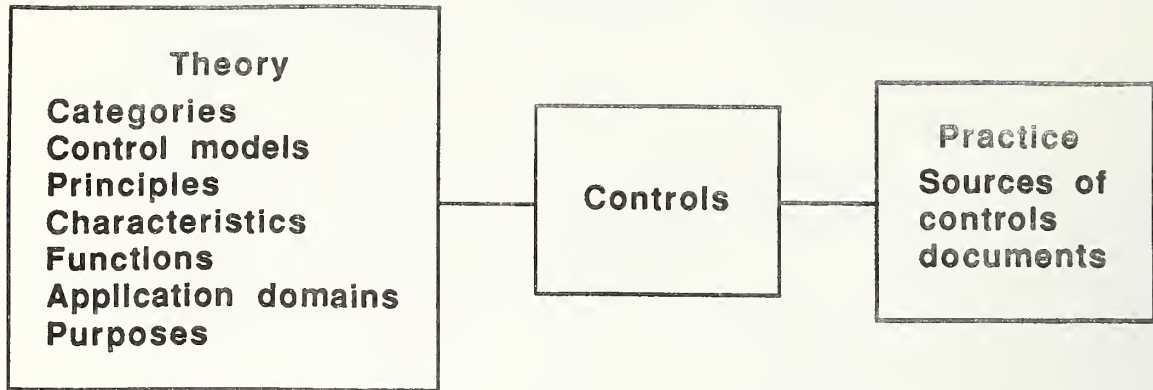 Theory
Categories
Control models
Principles
Characteristics
Functions
Application domains
Purposes
Controls
Practice
Sources of
controls
documents